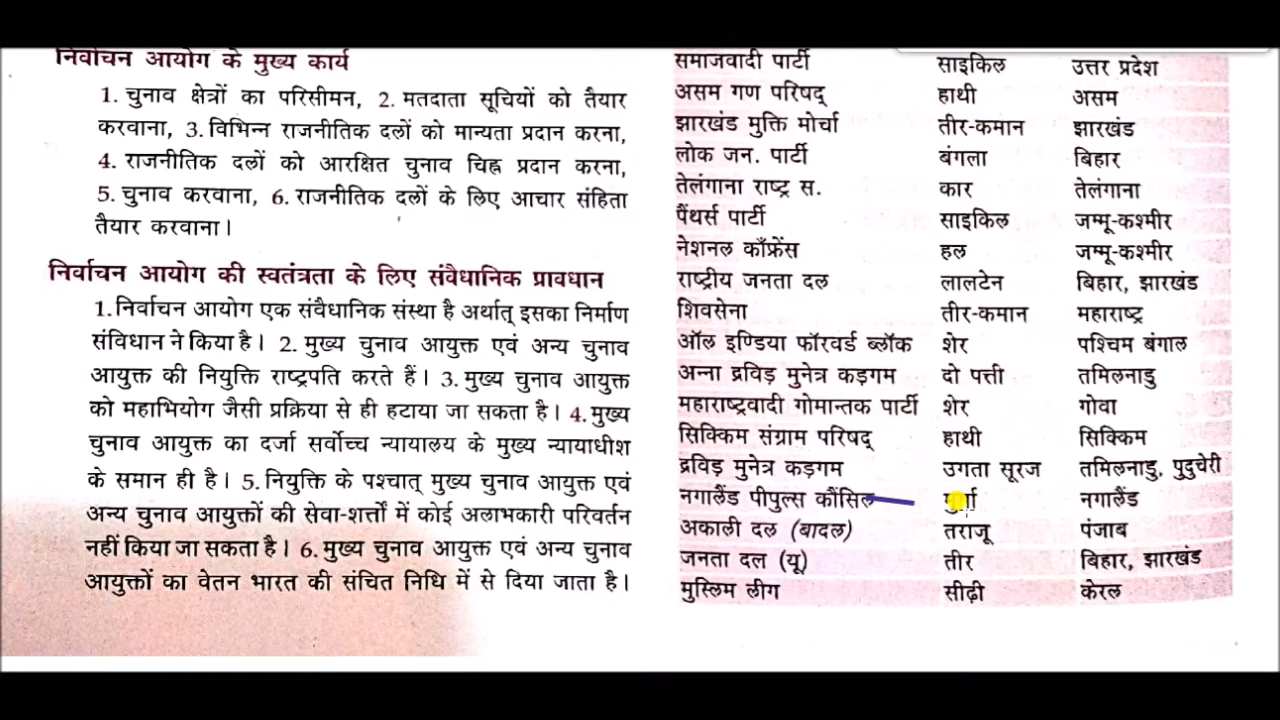 निर्वाचन आयोग के मुख्य कार्य
1. चुनाव क्षेत्रों का परिसीमन, 2. मतदाता सूचियों को तैयार
करवाना, 3. विभिन्न राजनीतिक दलों को मान्यता प्रदान करना,
4. राजनीतिक दलों को आरक्षित चुनाव चिह्न प्रदान करना,
5. चुनाव करवाना, 6. राजनीतिक दलों के लिए आचार संहिता
तैयार करवाना।
निर्वाचन आयोग की स्वतंत्रता के लिए संवैधानिक प्रावधान
1. निर्वाचन आयोग एक संवैधानिक संस्था है अर्थात् इसका निर्माण
संविधान ने किया है। 2. मुख्य चुनाव आयुक्त एवं अन्य चुनाव
आयुक्त की नियुक्ति राष्ट्रपति करते हैं। 3. मुख्य चुनाव आयुक्त
को महाभियोग जैसी प्रक्रिया से ही हटाया जा सकता है। 4. मुख्य
चुनाव आयुक्त का दर्जा सर्वोच्च न्यायालय के मुख्य न्यायाधीश
के समान ही है। 5. नियुक्ति के पश्चात् मुख्य चुनाव आयुक्त एवं
अन्य चुनाव आयुक्तों की सेवा-शर्त्तों में कोई अलाभकारी परिवर्तन
नहीं किया जा सकता है। 6. मुख्य चुनाव आयुक्त एवं अन्य चुनाव
आयुक्तों का वेतन भारत की संचित निधि में से दिया जाता है।
समाजवादी पार्टी साइकिल उत्तर प्रदेश
असम गण परिषद् हाथी असम
झारखंड मुक्ति मोर्चा तीर-कमान झारखंड
लोक जन. पार्टी बंगला बिहार
तेलंगाना राष्ट्र स. कार तेलंगाना
पैंथर्स पार्टी साइकिल जम्मू-कश्मीर
नेशनल कॉंफ्रेंस हल जम्मू-कश्मीर
राष्ट्रीय जनता दल लालटेन बिहार, झारखंड
शिवसेना तीर-कमान महाराष्ट्र
ऑल इण्डिया फॉरवर्ड ब्लॉक शेर पश्चिम बंगाल
अन्ना द्रविड़ मुनेत्र कड़गम दो पत्ती तमिलनाडु
महाराष्ट्रवादी गोमान्तक पार्टी शेर गोवा
सिक्किम संग्राम परिषद् हाथी सिक्किम
द्रविड़ मुनेत्र कड़गम उगता सूरज तमिलनाडु, पुदुचेरी
नगालैंड पीपुल्स कौंसिल नगालैंड
अकाली दल (बादल) तराजू पंजाब
जनता दल (यू) तीर बिहार, झारखंड
मुस्लिम लीग सीढ़ी केरल